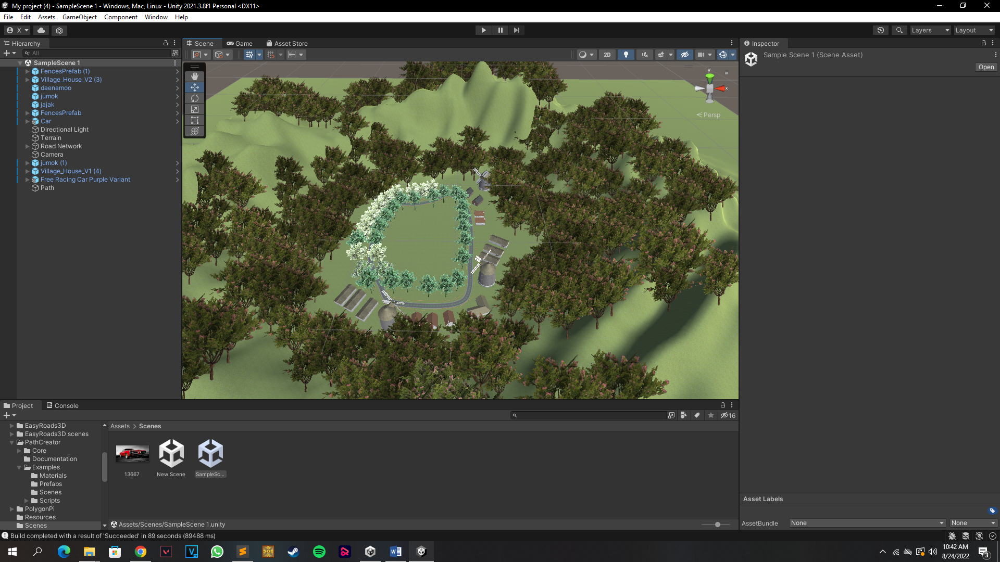 My project (4) - SampleScene 1 - Windows, Mac, Linux - Unity 2021.3.8f1 Personal <DX11>
File Edit Assets GameObject Component Window Help
X Layers Layout
Hierarchy
All
SampleScene 1
FencesPrefab (1)
Village_House_V2 (3)
daenamoo
jumok
jajak
FencesPrefab
Car
Directional Light
Terrain
Road Network
Camera
jumok (1)
Village_House_V1 (4)
Free Racing Car Purple Variant
Path
Scene Game Asset Store
2D
y
x
Persp
Inspector
Sample Scene 1 (Scene Asset)
Open
Project Console
16
EasyRoads3D
EasyRoads3D scenes
PathCreator
Core
Documentation
Examples
Materials
Prefabs
Scenes
Scripts
PolygonPi
Resources
Scenes
Assets > Scenes
13667 New Scene SampleSc...
Assets/Scenes/SampleScene 1.unity
Asset Labels
AssetBundle None None
Build completed with a result of 'Succeeded' in 89 seconds (89488 ms)
10:42 AM
8/24/2022
3